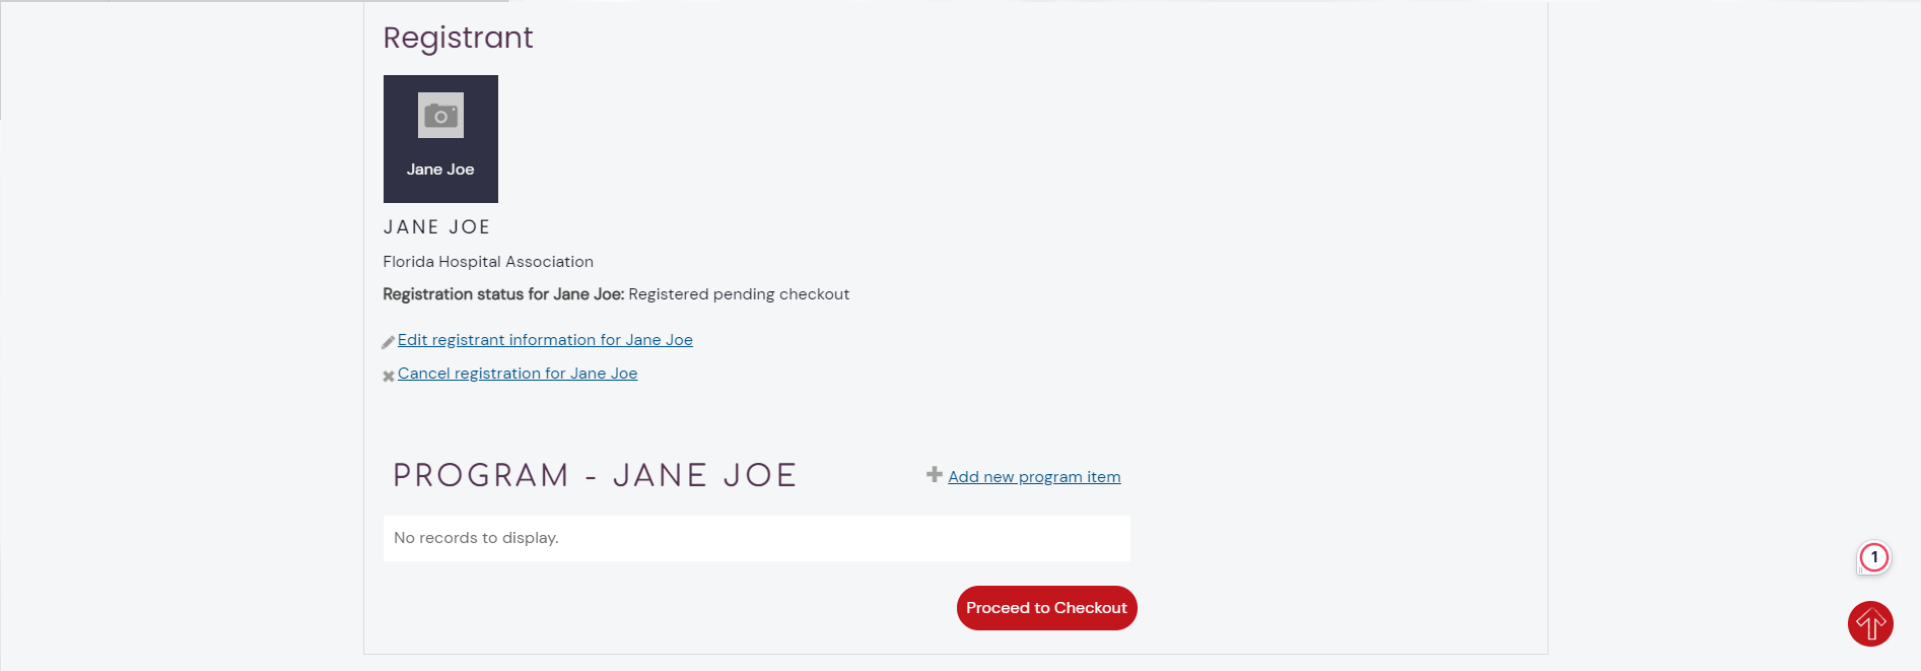 Registrant
Jane Joe
JANE JOE
Florida Hospital Association
Registration status for Jane Joe: Registered pending checkout
Edit registrant information for Jane Joe
Cancel registration for Jane Joe
PROGRAM - JANE JOE
Add new program item
No records to display.
1
Proceed to Checkout